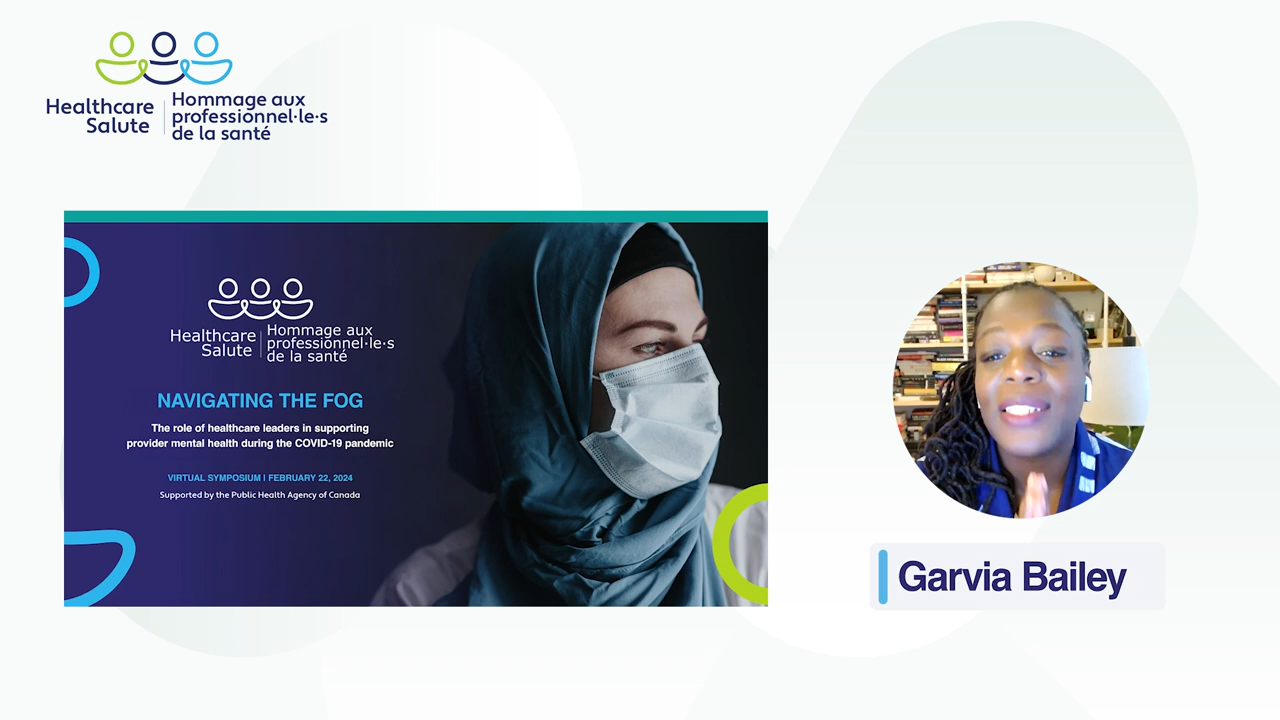 Healthcare
Salute
Hommage aux
professionnel·le·s
de la santé
Healthcare
Salute
Hommage aux
professionnel·le·s
de la santé
NAVIGATING THE FOG
The role of healthcare leaders in supporting
provider mental health during the COVID-19 pandemic
VIRTUAL SYMPOSIUM | FEBRUARY 22, 2024
Supported by the Public Health Agency of Canada
Garvia Bailey